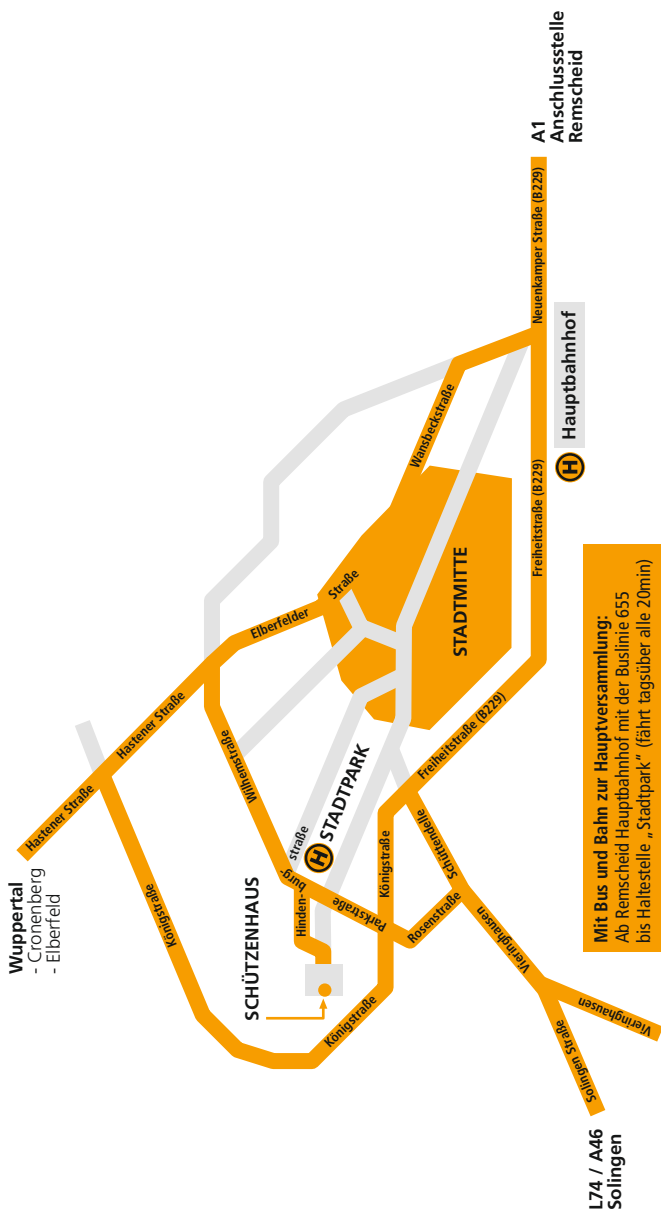 Wuppertal
- Cronenberg
- Elberfeld
Hastener Straße
Hastener Straße
Königstraße
Wilhenstraße
Elberfelder
Straße
SCHÜTZENHAUS
Hinden-
burg-
straße
H STADTPARK
Parkstraße
Rosenstraße
Königstraße
Königstraße
Schüttendelle
Vieringhausen
Vieringhausen
Solingen Straße
L74 / A46
Solingen
STADTMITTE
Wansbeckstraße
Freiheitstraße (B229)
Freiheitstraße (B229)
Neuenkamper Straße (B229)
A1
Anschlussstelle
Remscheid
H Hauptbahnhof
Mit Bus und Bahn zur Hauptversammlung:
Ab Remscheid Hauptbahnhof mit der Buslinie 655
bis Haltestelle „Stadtpark“ (fährt tagsüber alle 20min)